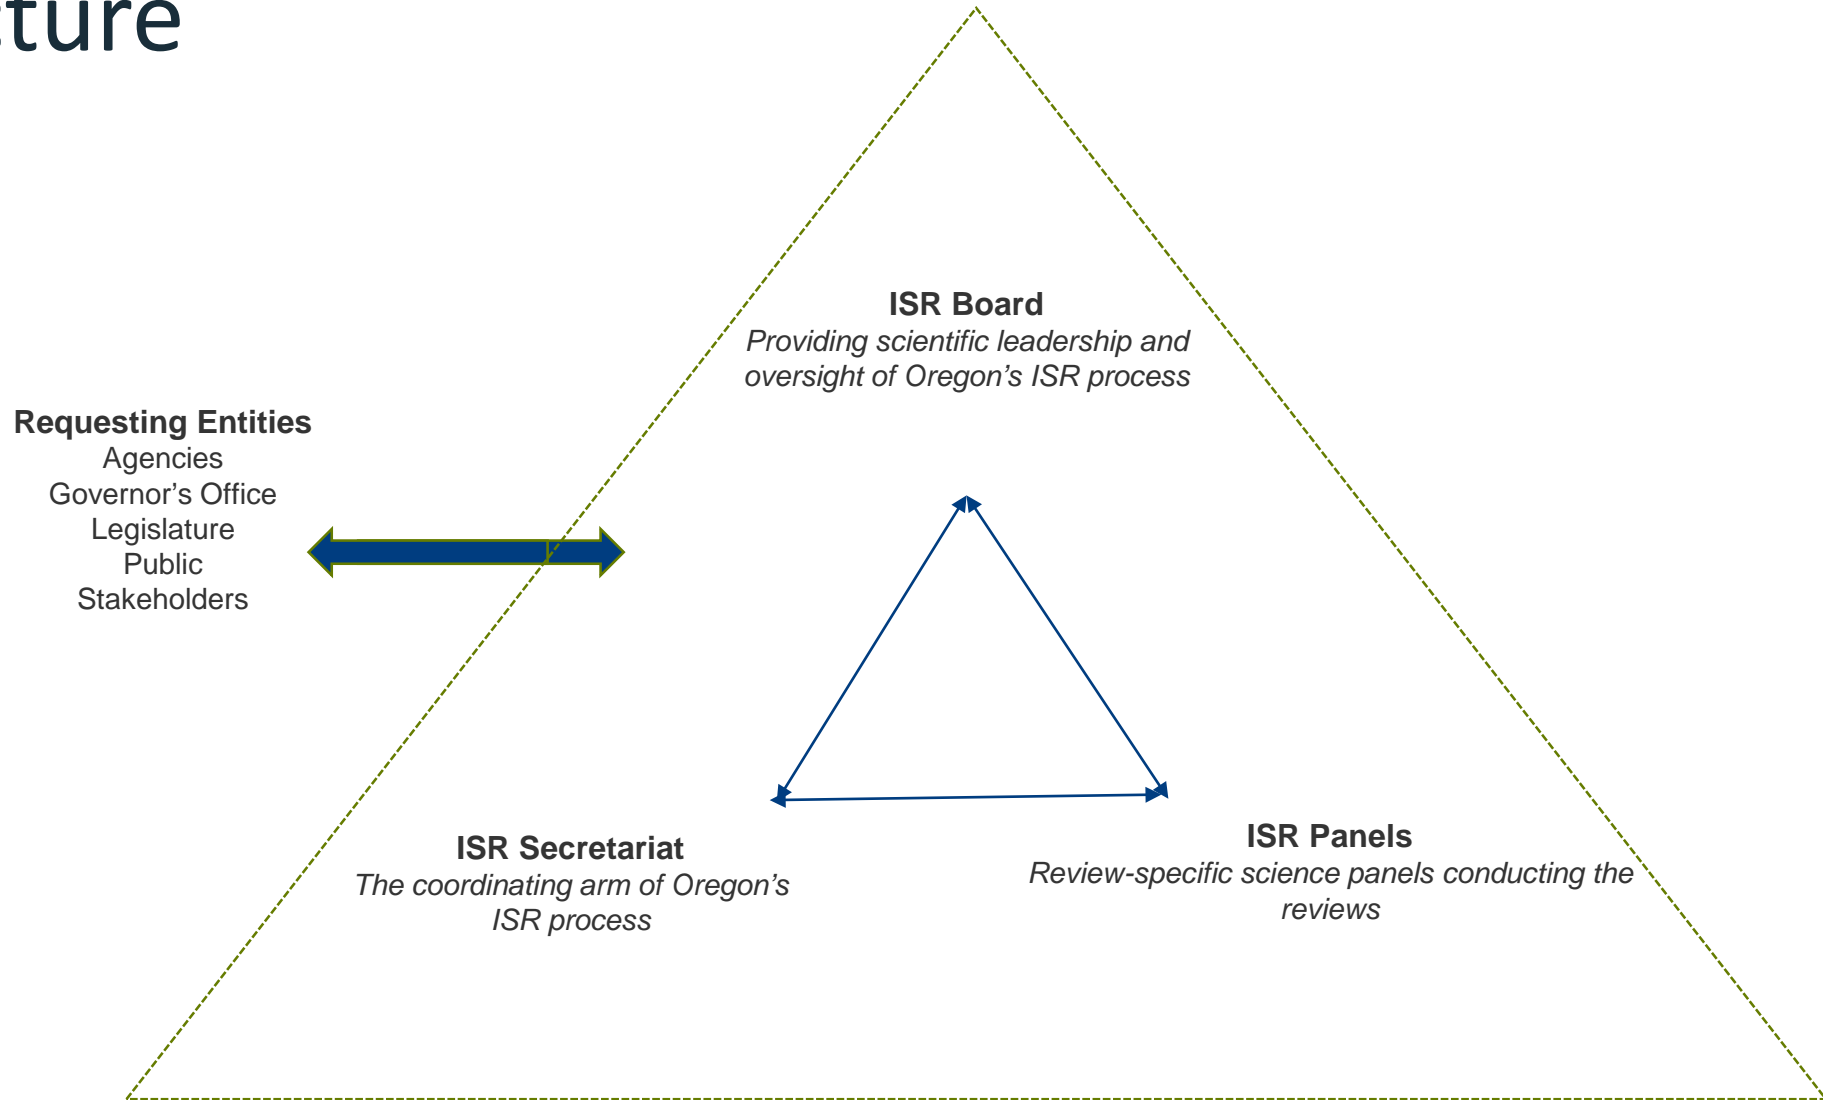 cture
ISR Board
Providing scientific leadership and
oversight of Oregon’s ISR process
Requesting Entities
Agencies
Governor’s Office
Legislature
Public
Stakeholders
ISR Secretariat
The coordinating arm of Oregon’s
ISR process
ISR Panels
Review-specific science panels conducting the
reviews